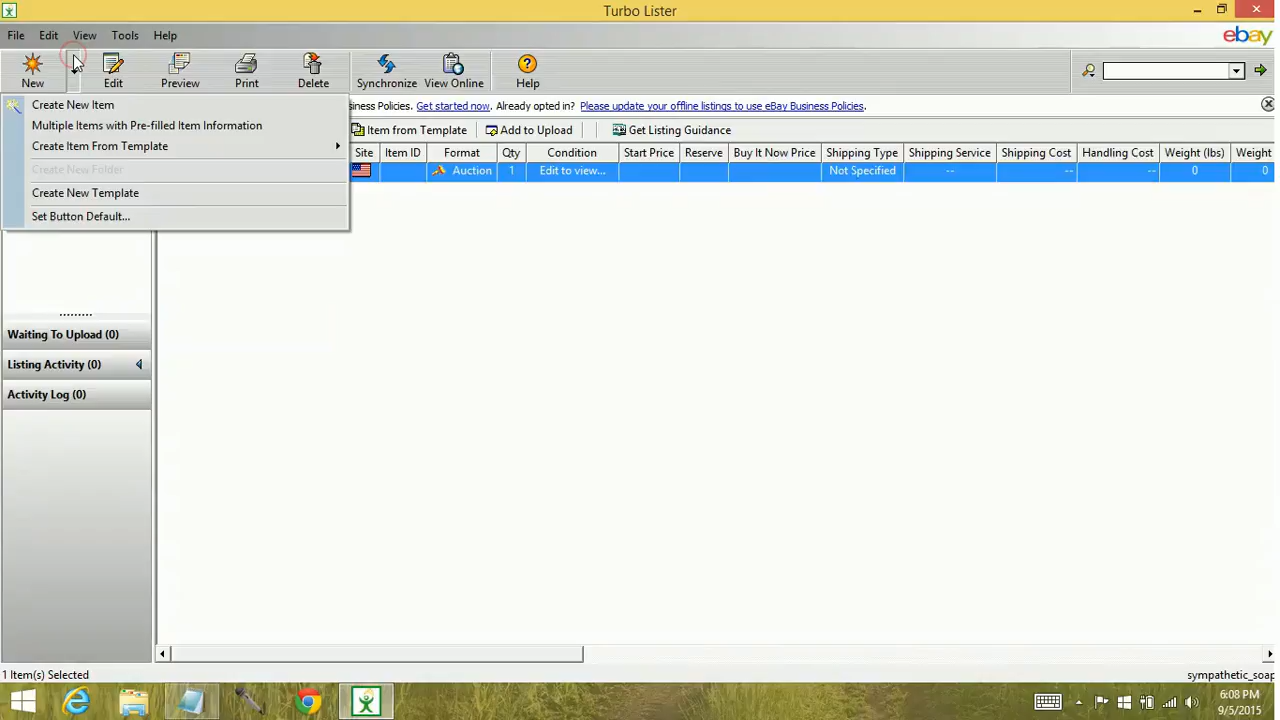 Turbo Lister
File Edit View Tools Help
ebay
New Edit Preview Print Delete Synchronize View Online Help
Create New Item
Multiple Items with Pre-filled Item Information
Create Item From Template
Create New Folder
Create New Template
Set Button Default...
Business Policies. Get started now. Already opted in? Please update your offline listings to use eBay Business Policies.
Item from Template Add to Upload Get Listing Guidance
Site Item ID Format Qty Condition Start Price Reserve Buy It Now Price Shipping Type Shipping Service Shipping Cost Handling Cost Weight (lbs) Weight
Auction 1 Edit to view... Not Specified -- -- -- 0 0
Waiting To Upload (0)
Listing Activity (0)
Activity Log (0)
1 Item(s) Selected
sympathetic_soap
6:08 PM
9/5/2015